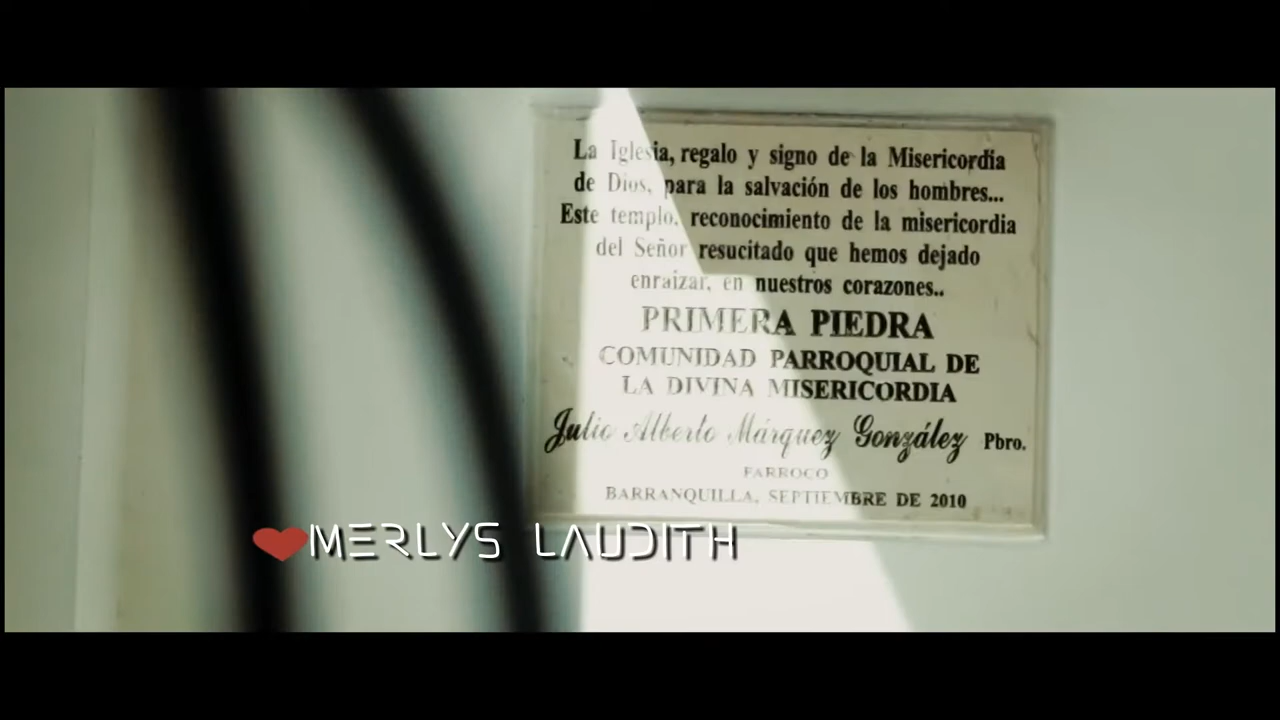 La Iglesia, regalo y signo de la Misericordia
de Dios, para la salvación de los hombres...
Este templo, reconocimiento de la misericordia
del Señor resucitado que hemos dejado
enraizar, en nuestros corazones..
PRIMERA PIEDRA
COMUNIDAD PARROQUIAL DE
LA DIVINA MISERICORDIA
Julio Alberto Márquez González Pbro.
PARROCO
BARRANQUILLA, SEPTIEMBRE DE 2010
MERLYS LAUDITH